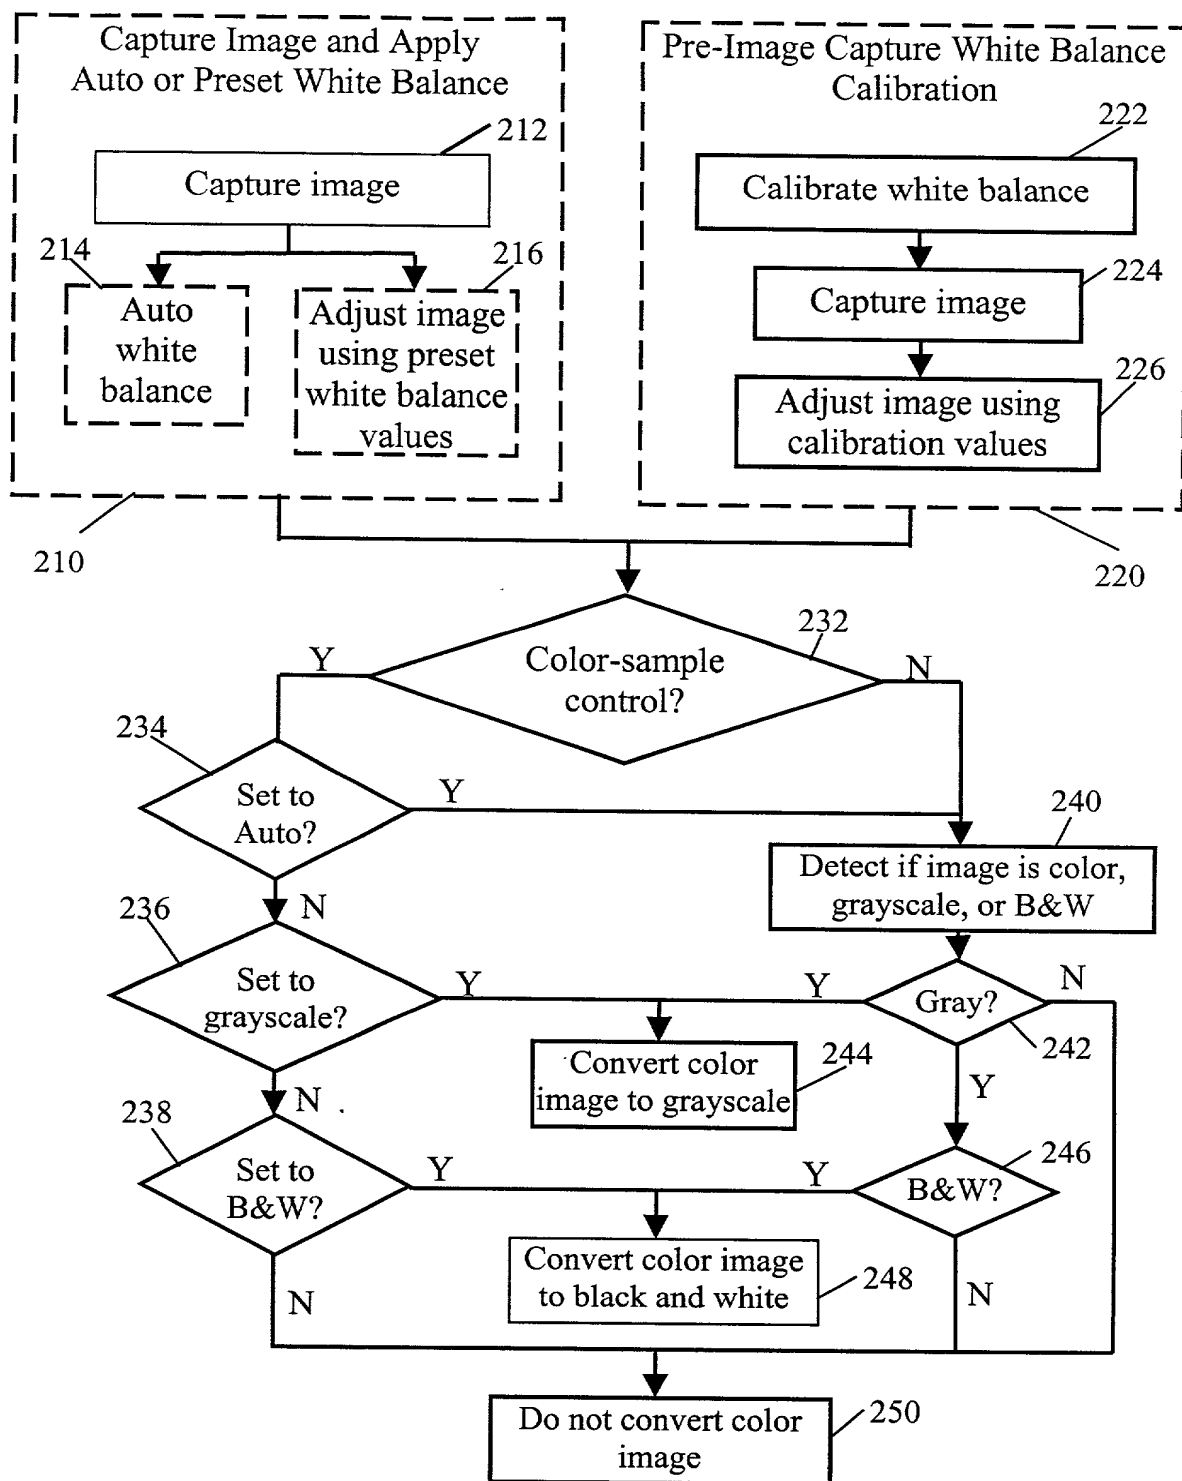 Capture Image and Apply
Auto or Preset White Balance
212
Capture image
214
216
Auto
white
balance
Adjust image
using preset
white balance
values
210
Pre-Image Capture White Balance
Calibration
222
Calibrate white balance
224
Capture image
226
Adjust image using
calibration values
220
232
Color-sample
control?
Y
N
234
Set to
Auto?
Y
N
240
Detect if image is color,
grayscale, or B&W
236
Set to
grayscale?
Y
N
Y
Gray?
N
242
Y
244
Convert color
image to grayscale
238
Set to
B&W?
Y
N
Y
B&W?
246
N
Convert color image
to black and white
248
Do not convert color
image
250